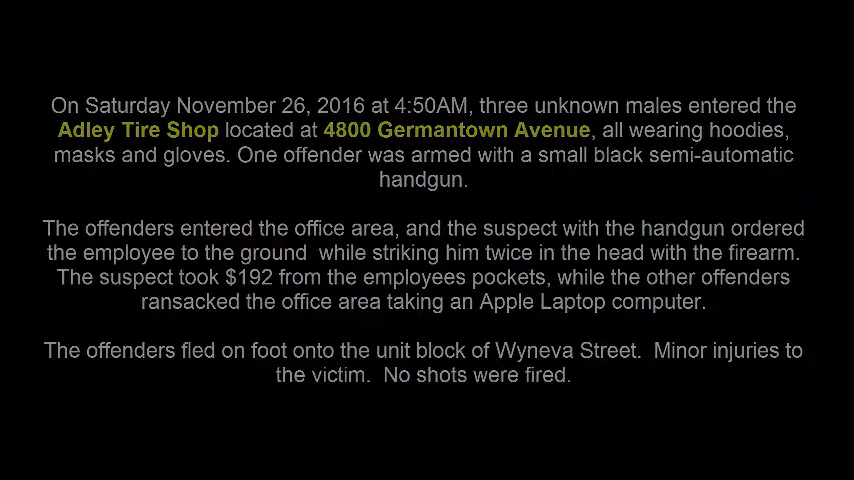 On Saturday November 26, 2016 at 4:50AM, three unknown males entered the
Adley Tire Shop located at 4800 Germantown Avenue, all wearing hoodies,
masks and gloves. One offender was armed with a small black semi-automatic
handgun.
The offenders entered the office area, and the suspect with the handgun ordered
the employee to the ground while striking him twice in the head with the firearm.
The suspect took $192 from the employees pockets, while the other offenders
ransacked the office area taking an Apple Laptop computer.
The offenders fled on foot onto the unit block of Wyneva Street. Minor injuries to
the victim. No shots were fired.